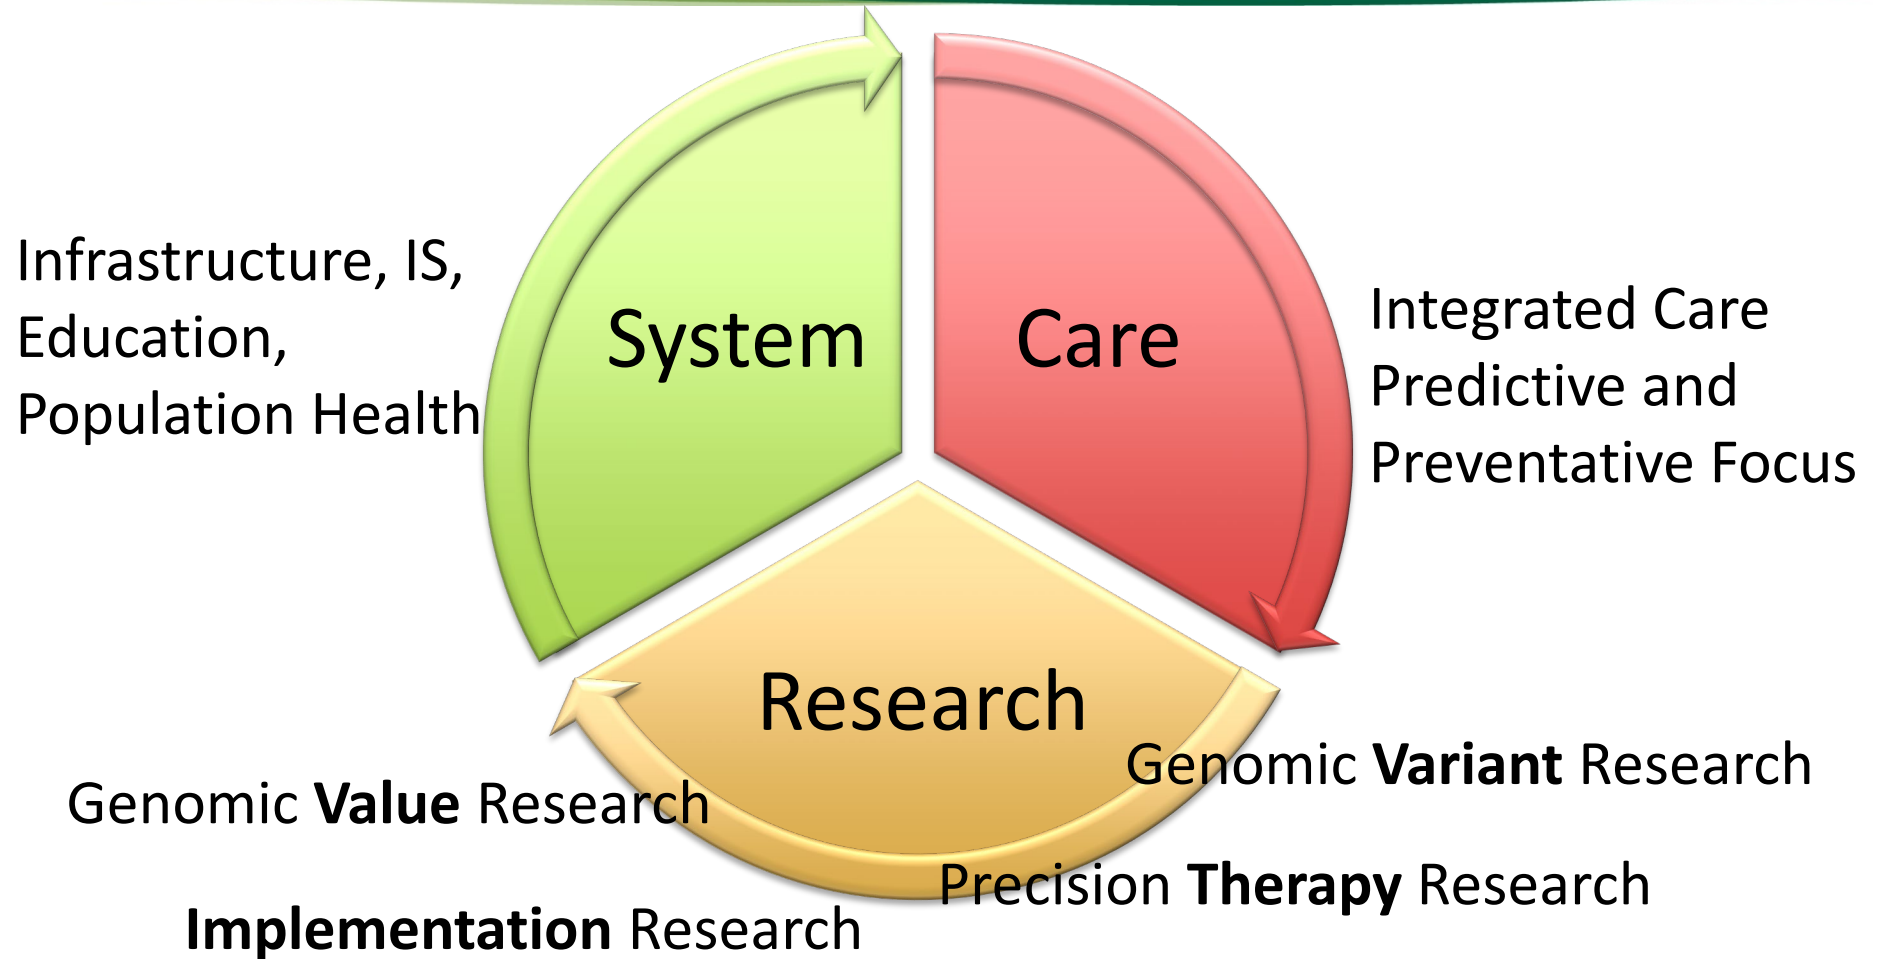 Infrastructure, IS,
Education,
Population Health
System
Care
Integrated Care
Predictive and
Preventative Focus
Research
Genomic Variant Research
Genomic Value Research
Precision Therapy Research
Implementation Research